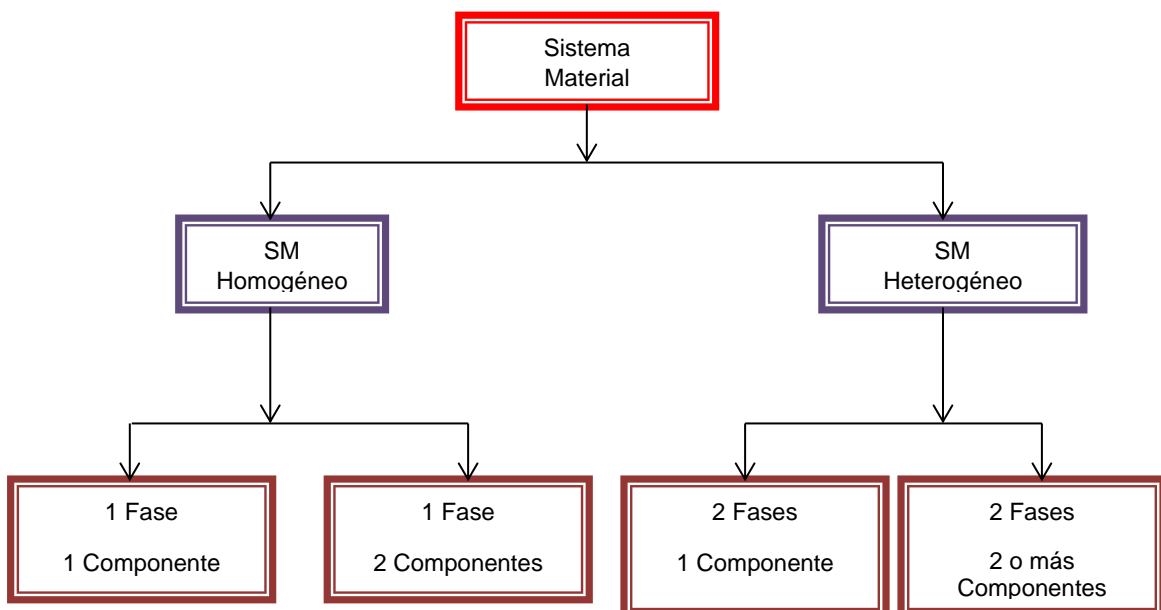 Sistema
Material
SM
Homogéneo
SM
Heterogéneo
1 Fase
1 Componente
1 Fase
2 Componentes
2 Fases
1 Componente
2 Fases
2 o más
Componentes